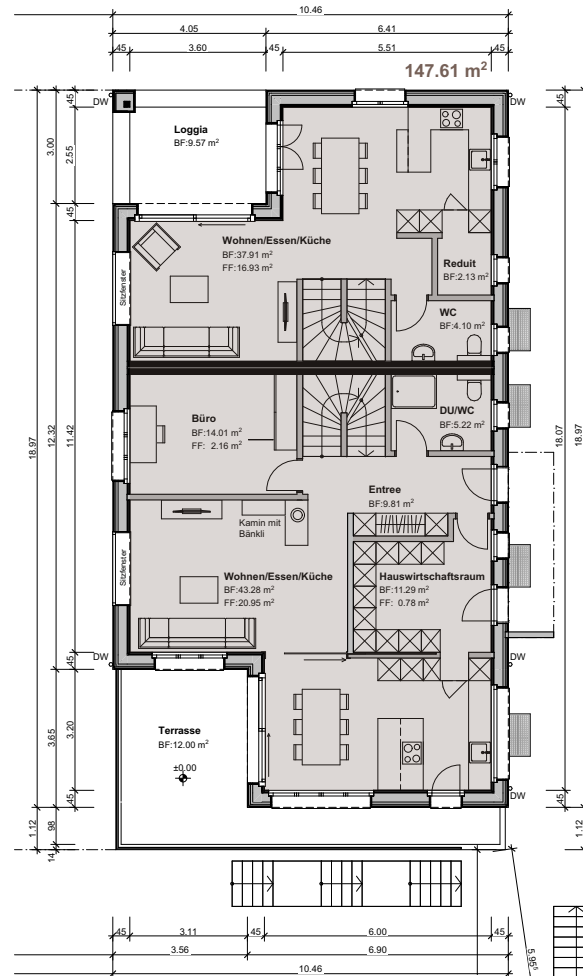 10.46
4.05 6.41
45 3.60 45 5.51 45
147.61 m²
DW DW
Loggia
BF:9.57 m²
Wohnen/Essen/Küche
BF:37.91 m²
FF:16.93 m²
Reduit
BF:2.13 m²
WC
BF:4.10 m²
Sitzfenster
DU/WC
BF:5.22 m²
Büro
BF:14.01 m²
FF: 2.16 m²
Entree
BF:9.81 m²
Kamin mit
Bänkli
Wohnen/Essen/Küche
BF:43.28 m²
FF:20.95 m²
Hauswirtschaftsraum
BF:11.29 m²
FF: 0.78 m²
Sitzfenster
DW DW
Terrasse
BF:12.00 m²
±0.00
DW
18.97
1.12
3.00
12.32
3.65
14 98
45
2.55
45
11.42
45
3.20
45
45
18.07
45
18.97
1.12
45 3.11 45 6.00 45
3.56 6.90
10.46
5.95⁵